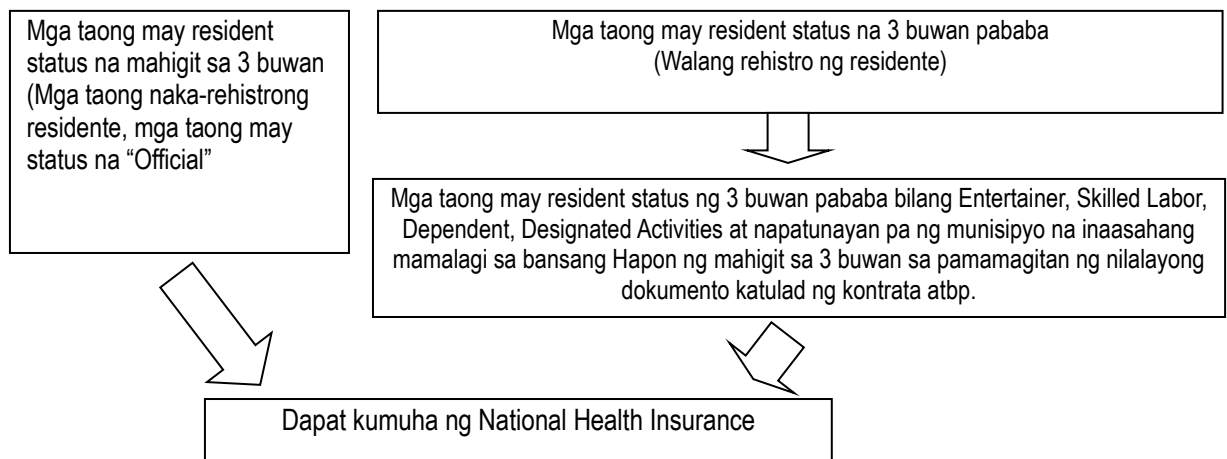 Mga taong may resident
status na mahigit sa 3 buwan
(Mga taong naka-rehistrong
residente, mga taong may
status na “Official”
Mga taong may resident status na 3 buwan pababa
(Walang rehistro ng residente)
Mga taong may resident status ng 3 buwan pababa bilang Entertainer, Skilled Labor,
Dependent, Designated Activities at napatunayan pa ng munisipyo na inaasahang
mamalagi sa bansang Hapon ng mahigit sa 3 buwan sa pamamagitan ng nilalayong
dokumento katulad ng kontrata atbp.
Dapat kumuha ng National Health Insurance